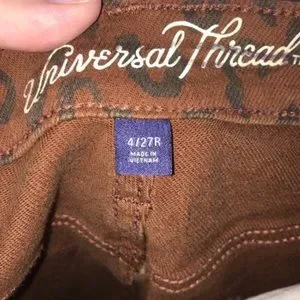 Universal Thread
4/27R
MADE IN
VIETNAM